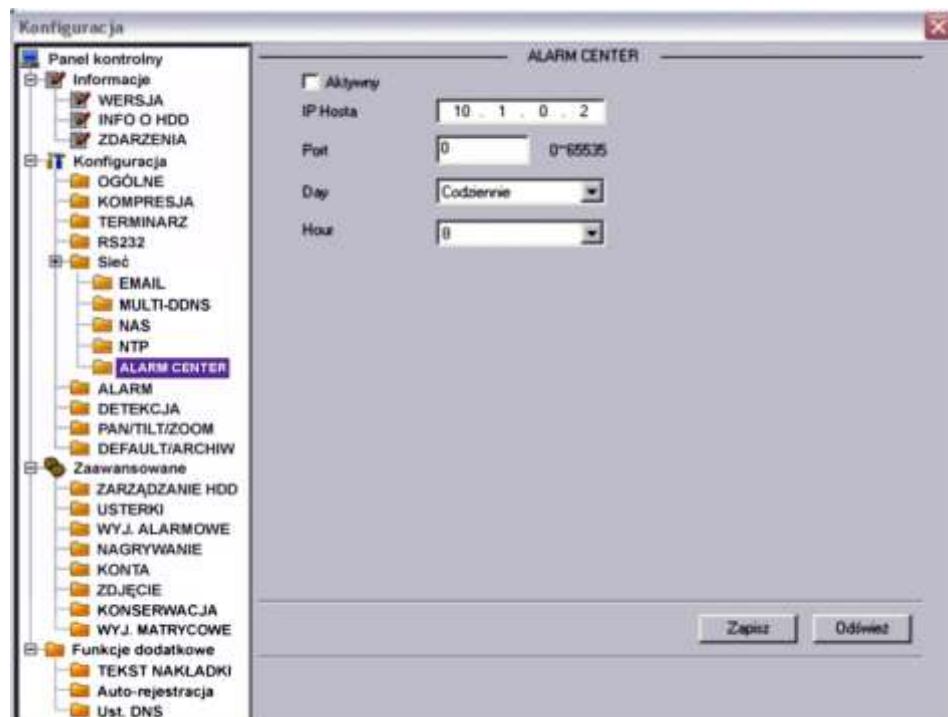 Konfiguracja
Panel kontrolny
Informacje
WERSJA
INFO O HDD
ZDARZENIA
Konfiguracja
OGÓLNE
KOMPRESJA
TERMINARZ
RS232
Sieć
EMAIL
MULTI-DDNS
NAS
NTP
ALARM CENTER
ALARM
DETEKCJA
PAN/TILT/ZOOM
DEFAULT/ARCHIW
Zaawansowane
ZARZĄDZANIE HDD
USTERKI
WYJ. ALARMOWE
NAGRYWANIE
KONTA
ZDJĘCIE
KONSERWACJA
WYJ. MATRYCOWE
Funkcje dodatkowe
TEKST NAKLADKI
Auto-rejestracja
Ust. DNS
ALARM CENTER
Aktywny
IP Hosta 10 . 1 . 0 . 2
Port 0 0~65535
Day Codziennie
Hour 0
Zapisz Odśwież